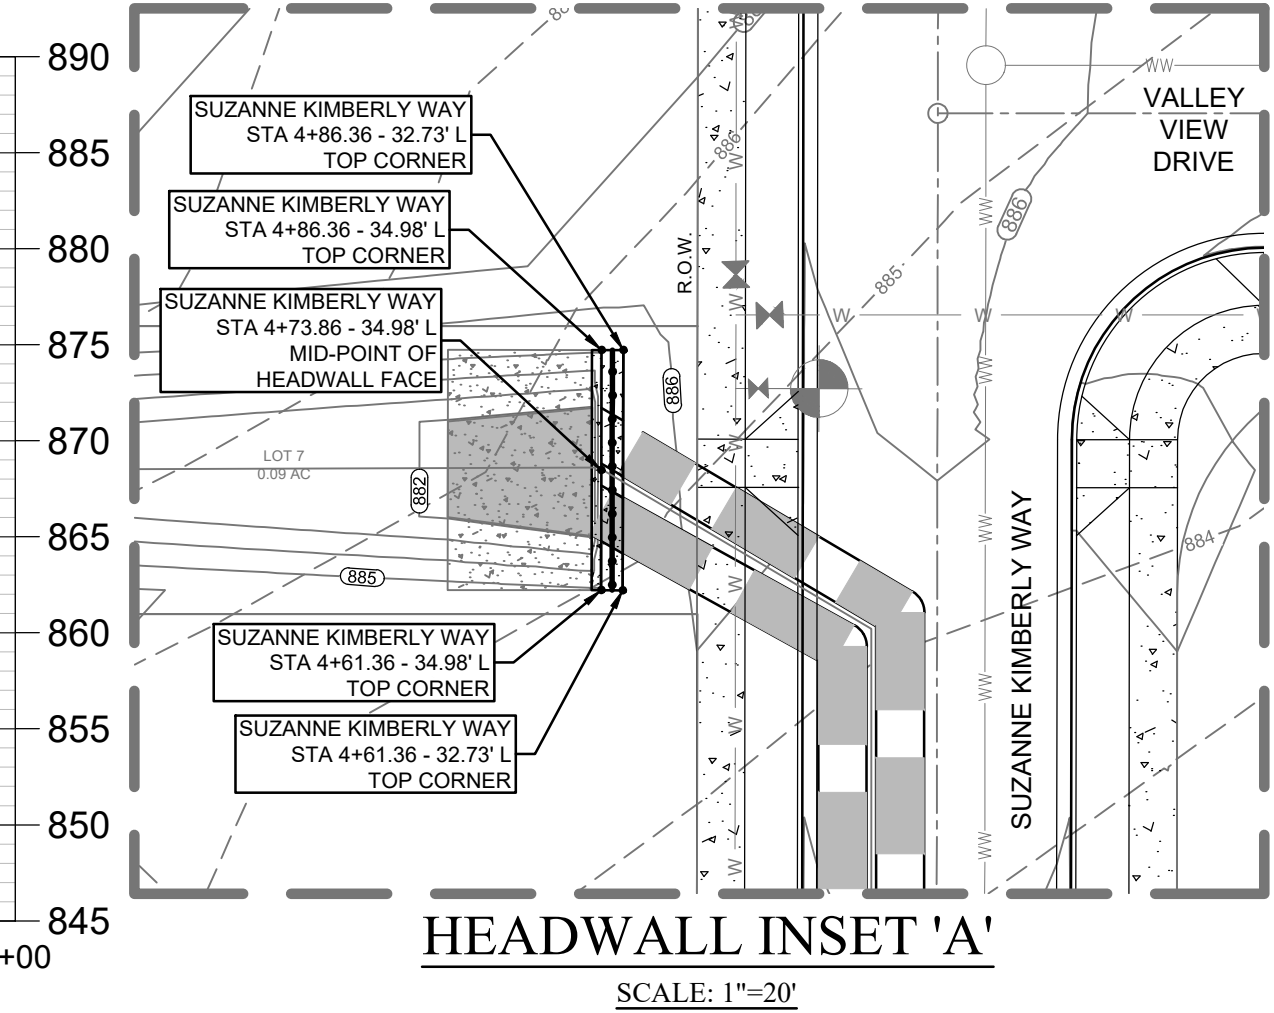 890
885
880
875
870
865
860
855
850
845
+00
SUZANNE KIMBERLY WAY
STA 4+86.36 - 32.73' L
TOP CORNER
SUZANNE KIMBERLY WAY
STA 4+86.36 - 34.98' L
TOP CORNER
SUZANNE KIMBERLY WAY
STA 4+73.86 - 34.98' L
MID-POINT OF
HEADWALL FACE
SUZANNE KIMBERLY WAY
STA 4+61.36 - 34.98' L
TOP CORNER
SUZANNE KIMBERLY WAY
STA 4+61.36 - 32.73' L
TOP CORNER
LOT 7
0.09 AC
882
885
886
886
R.O.W.
885
886
884
W
W
W
WW
VALLEY
VIEW
DRIVE
SUZANNE KIMBERLY WAY
HEADWALL INSET 'A'
SCALE: 1"=20'